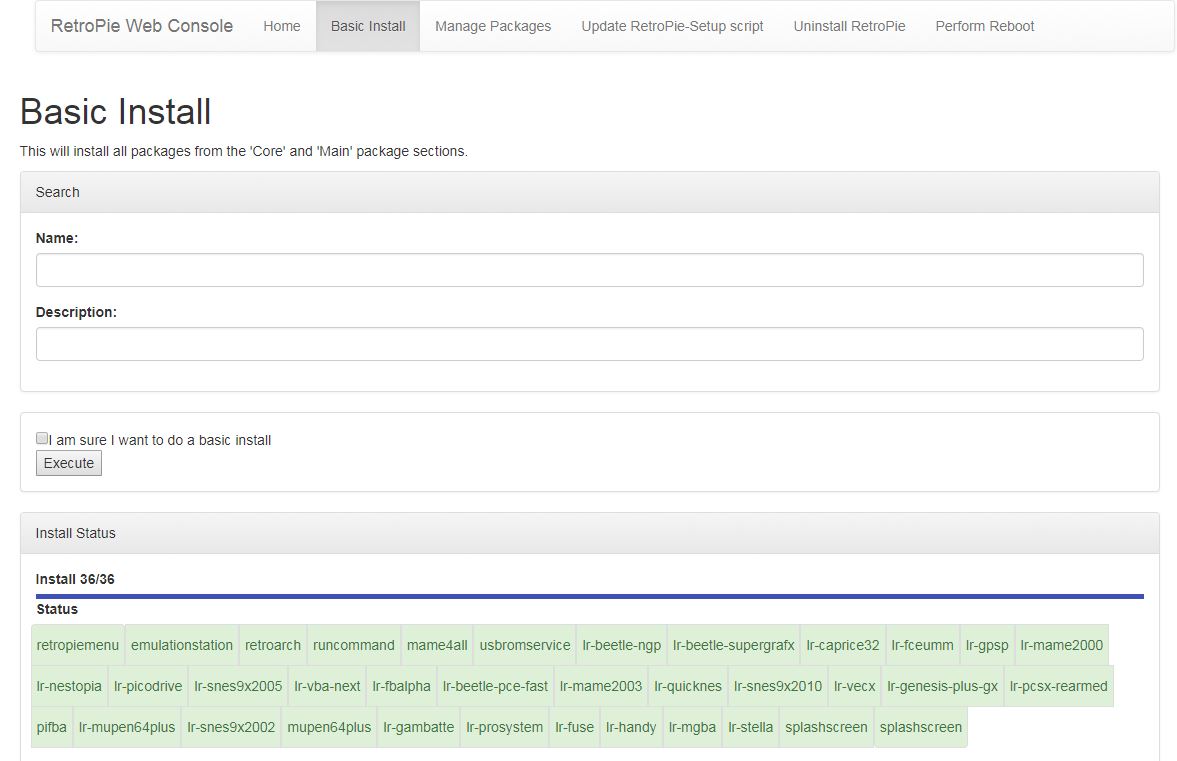 RetroPie Web Console Home Basic Install Manage Packages Update RetroPie-Setup script Uninstall RetroPie Perform Reboot
Basic Install
This will install all packages from the 'Core' and 'Main' package sections.
Search
Name:
Description:
I am sure I want to do a basic install
Execute
Install Status
Install 36/36
Status
retropiemenu emulationstation retroarch runcommand mame4all usbromservice lr-beetle-ngp lr-beetle-supergrafx lr-caprice32 lr-fceumm lr-gpsp lr-mame2000
lr-nestopia lr-picodrive lr-snes9x2005 lr-vba-next lr-fbalpha lr-beetle-pce-fast lr-mame2003 lr-quicknes lr-snes9x2010 lr-vecx lr-genesis-plus-gx lr-pcsx-rearmed
pifba lr-mupen64plus lr-snes9x2002 mupen64plus lr-gambatte lr-prosystem lr-fuse lr-handy lr-mgba lr-stella splashscreen splashscreen